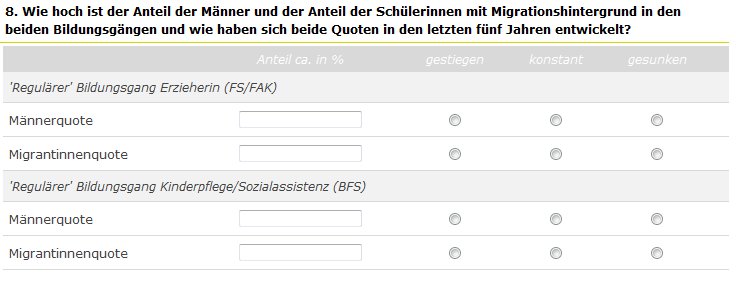 8. Wie hoch ist der Anteil der Männer und der Anteil der Schülerinnen mit Migrationshintergrund in den
beiden Bildungsgängen und wie haben sich beide Quoten in den letzten fünf Jahren entwickelt?
Anteil ca. in % gestiegen konstant gesunken
'Regulärer' Bildungsgang Erzieherin (FS/FAK)
Männerquote
Migrantinnenquote
'Regulärer' Bildungsgang Kinderpflege/Sozialassistenz (BFS)
Männerquote
Migrantinnenquote